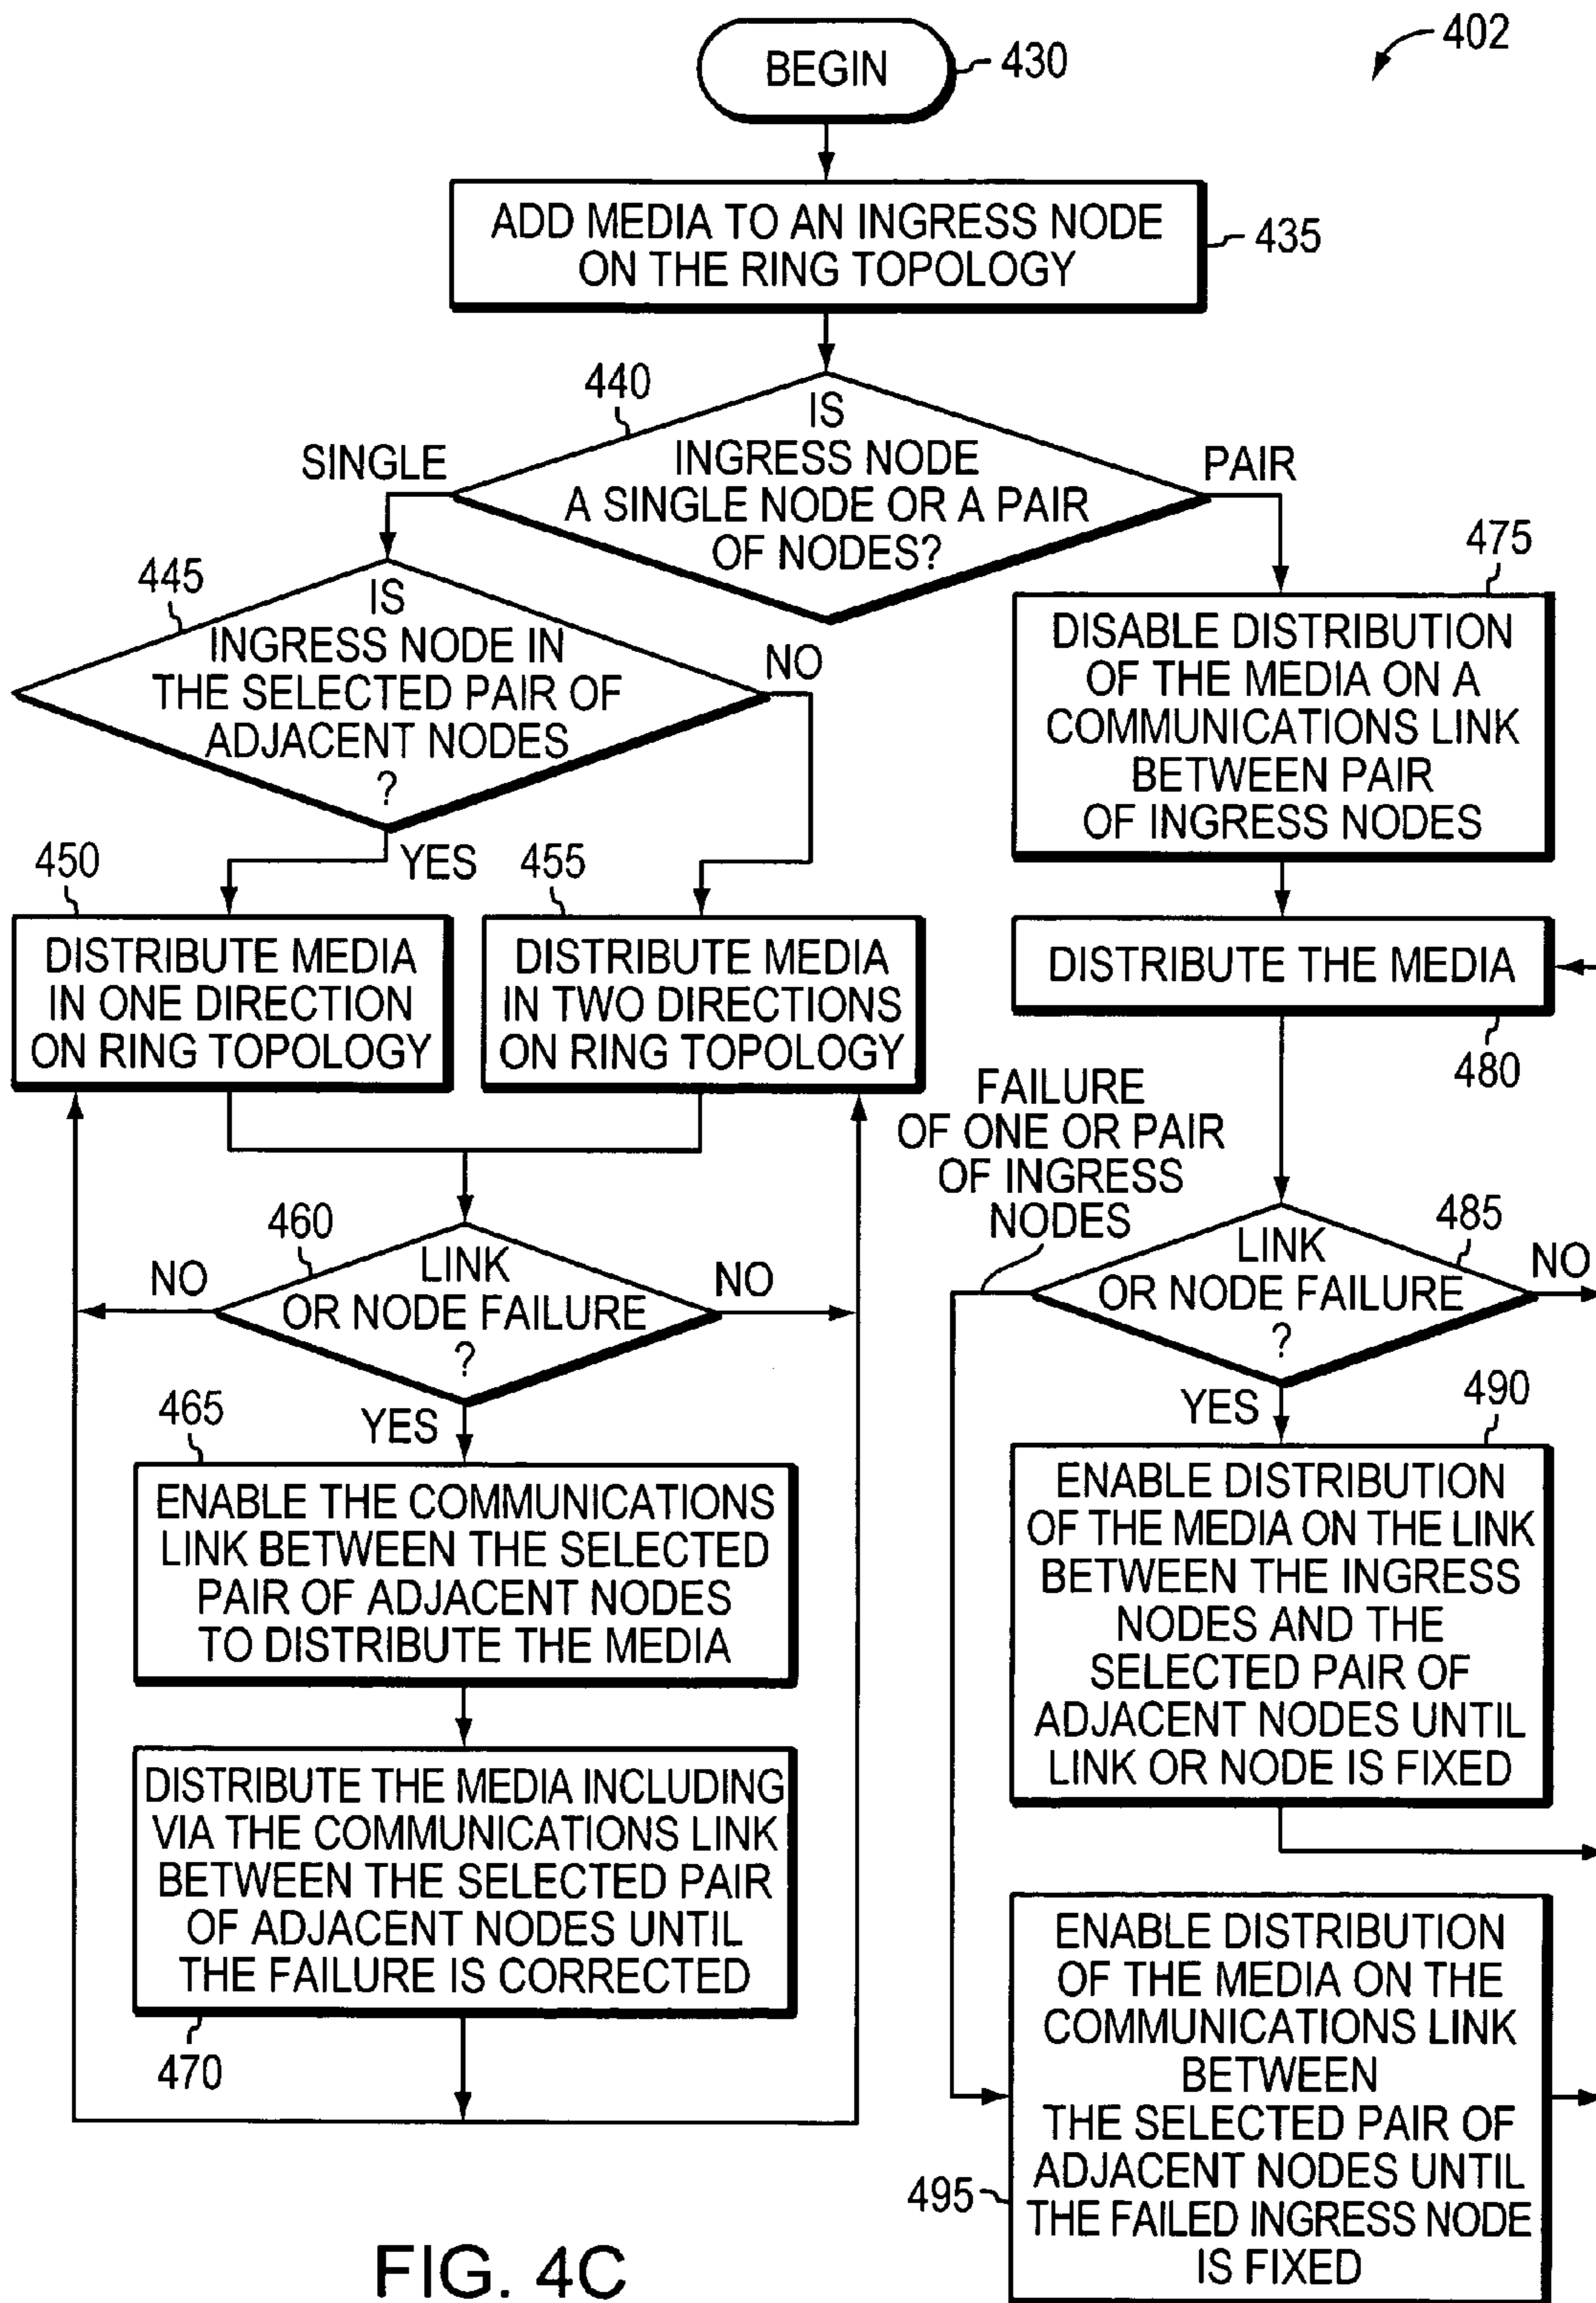 402
BEGIN
430
ADD MEDIA TO AN INGRESS NODE
ON THE RING TOPOLOGY
435
440
IS
INGRESS NODE
A SINGLE NODE OR A PAIR
OF NODES?
SINGLE
PAIR
445
IS
INGRESS NODE IN
THE SELECTED PAIR OF
ADJACENT NODES
?
NO
YES
450
DISTRIBUTE MEDIA
IN ONE DIRECTION
ON RING TOPOLOGY
455
DISTRIBUTE MEDIA
IN TWO DIRECTIONS
ON RING TOPOLOGY
460
LINK
OR NODE FAILURE
?
NO
NO
YES
465
ENABLE THE COMMUNICATIONS
LINK BETWEEN THE SELECTED
PAIR OF ADJACENT NODES
TO DISTRIBUTE THE MEDIA
DISTRIBUTE THE MEDIA INCLUDING
VIA THE COMMUNICATIONS LINK
BETWEEN THE SELECTED PAIR
OF ADJACENT NODES UNTIL
THE FAILURE IS CORRECTED
470
475
DISABLE DISTRIBUTION
OF THE MEDIA ON A
COMMUNICATIONS LINK
BETWEEN PAIR
OF INGRESS NODES
DISTRIBUTE THE MEDIA
480
FAILURE
OF ONE OR PAIR
OF INGRESS
NODES
485
LINK
OR NODE FAILURE
?
NO
YES
490
ENABLE DISTRIBUTION
OF THE MEDIA ON THE LINK
BETWEEN THE INGRESS
NODES AND THE
SELECTED PAIR OF
ADJACENT NODES UNTIL
LINK OR NODE IS FIXED
ENABLE DISTRIBUTION
OF THE MEDIA ON THE
COMMUNICATIONS LINK
BETWEEN
THE SELECTED PAIR OF
ADJACENT NODES UNTIL
THE FAILED INGRESS NODE
IS FIXED
495
FIG. 4C